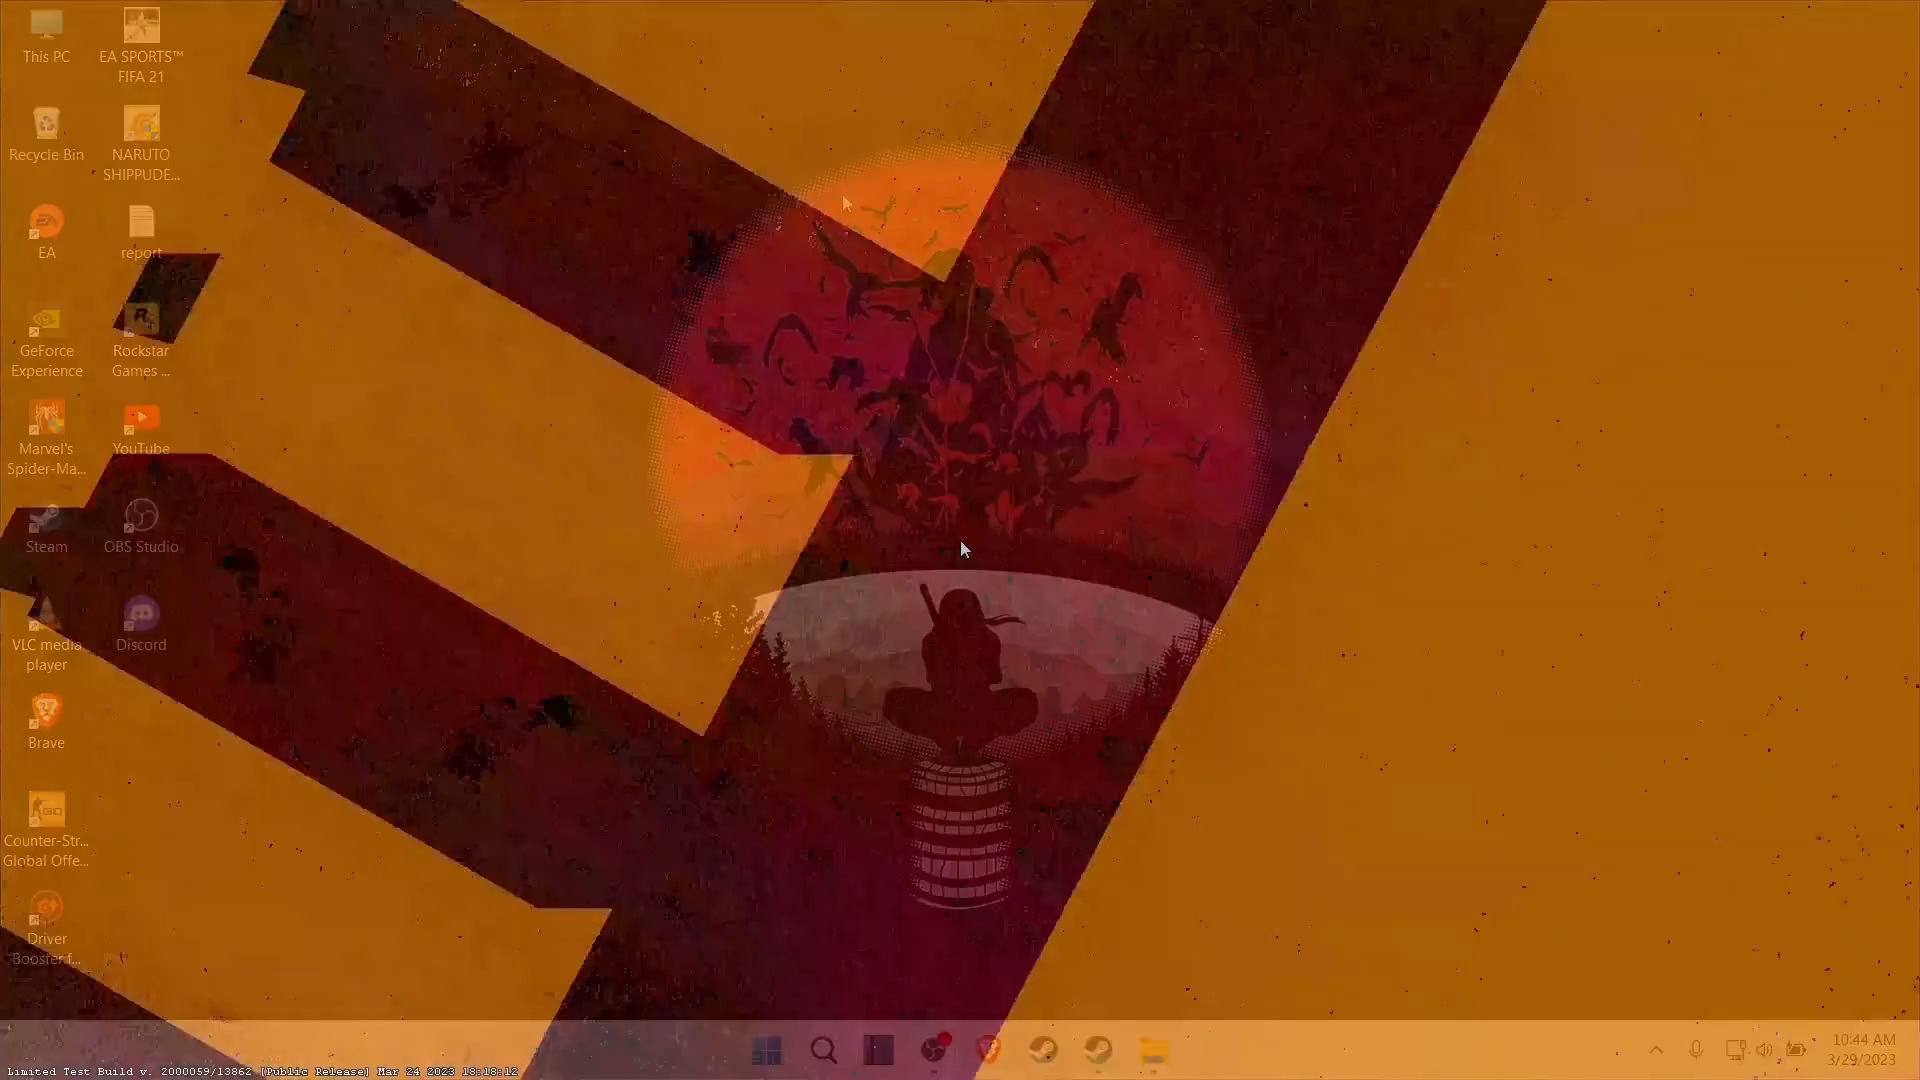 This PC
EA SPORTS™
FIFA 21
Recycle Bin
NARUTO
SHIPPUDE...
EA
report
GeForce
Experience
Rockstar
Games ...
Marvel's
Spider-Ma...
YouTube
Steam
OBS Studio
VLC media
player
Discord
Brave
Counter-Str...
Global Offe...
Driver
Booster f...
10:44 AM
3/29/2023
Limited Test Build v. 2000059/13862 [Public Release] Mar 24 2023 18:18:12